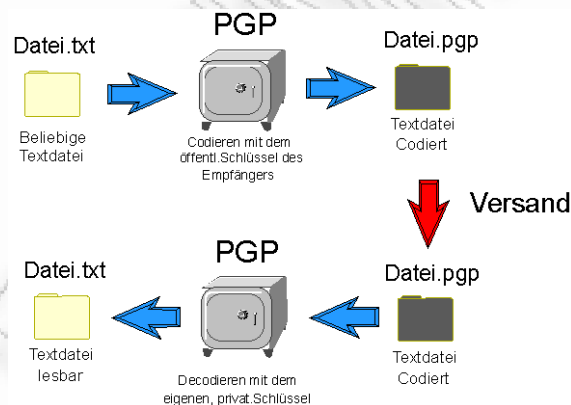 Datei.txt
PGP
Datei.pgp
Beliebige
Textdatei
Codieren mit dem
öffentl.Schlüssel des
Empfängers
Textdatei
Codiert
Versand
Datei.txt
PGP
Datei.pgp
Textdatei
lesbar
Decodieren mit dem
eigenen, privat.Schlüssel
Textdatei
Codiert